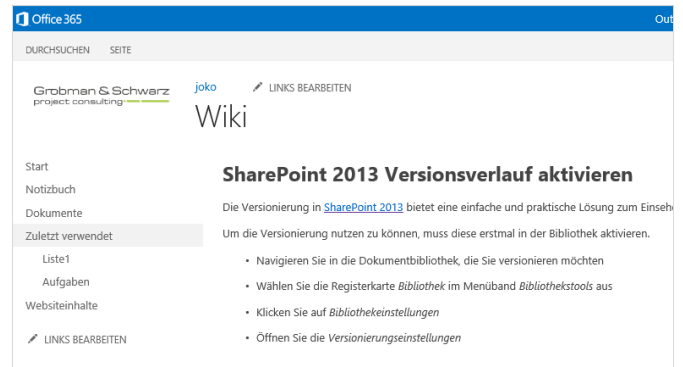 Office 365
Out
DURCHSUCHEN SEITE
Grobman & Schwarz
project consulting
joko LINKS BEARBEITEN
Wiki
Start
Notizbuch
Dokumente
Zuletzt verwendet
Liste1
Aufgaben
Websiteinhalte
LINKS BEARBEITEN
SharePoint 2013 Versionsverlauf aktivieren
Die Versionierung in SharePoint 2013 bietet eine einfache und praktische Lösung zum Einsehe
Um die Versionierung nutzen zu können, muss diese erstmal in der Bibliothek aktivieren.
• Navigieren Sie in die Dokumentbibliothek, die Sie versionieren möchten
• Wählen Sie die Registerkarte Bibliothek im Menüband Bibliothekstools aus
• Klicken Sie auf Bibliothekeinstellungen
• Öffnen Sie die Versionierungseinstellungen